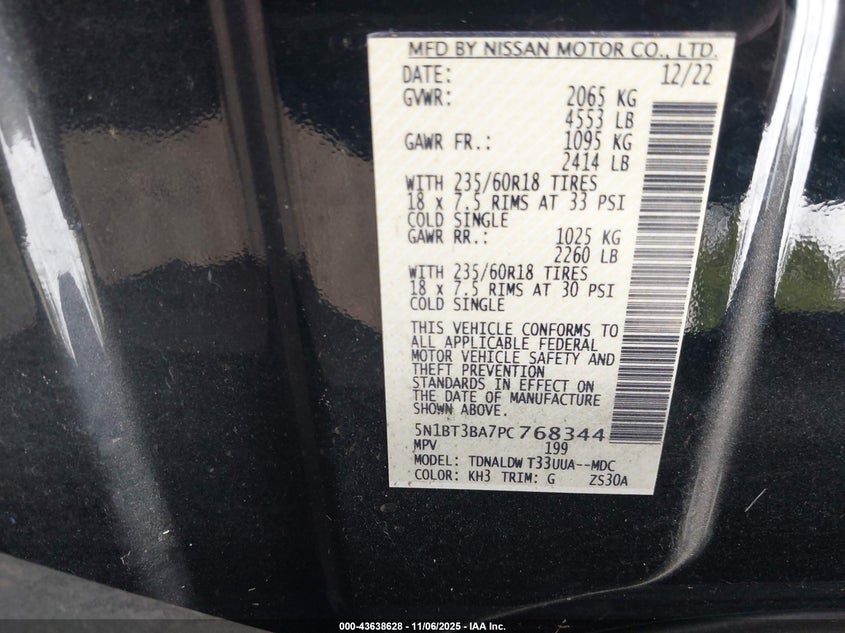 MFD BY NISSAN MOTOR CO., LTD.
DATE: 12/22
GVWR: 2065 KG
4553 LB
GAWR FR.: 1095 KG
2414 LB
WITH 235/60R18 TIRES
18 x 7.5 RIMS AT 33 PSI
COLD SINGLE
GAWR RR.: 1025 KG
2260 LB
WITH 235/60R18 TIRES
18 x 7.5 RIMS AT 30 PSI
COLD SINGLE
THIS VEHICLE CONFORMS TO
ALL APPLICABLE FEDERAL
MOTOR VEHICLE SAFETY AND
THEFT PREVENTION
STANDARDS IN EFFECT ON
THE DATE OF MANUFACTURE
SHOWN ABOVE.
5N1BT3BA7PC768344
MPV 199
MODEL: TDNALDW T33UUA--MDC
COLOR: KH3 TRIM: G ZS30A
000-43638628 - 11/06/2025 - IAA Inc.